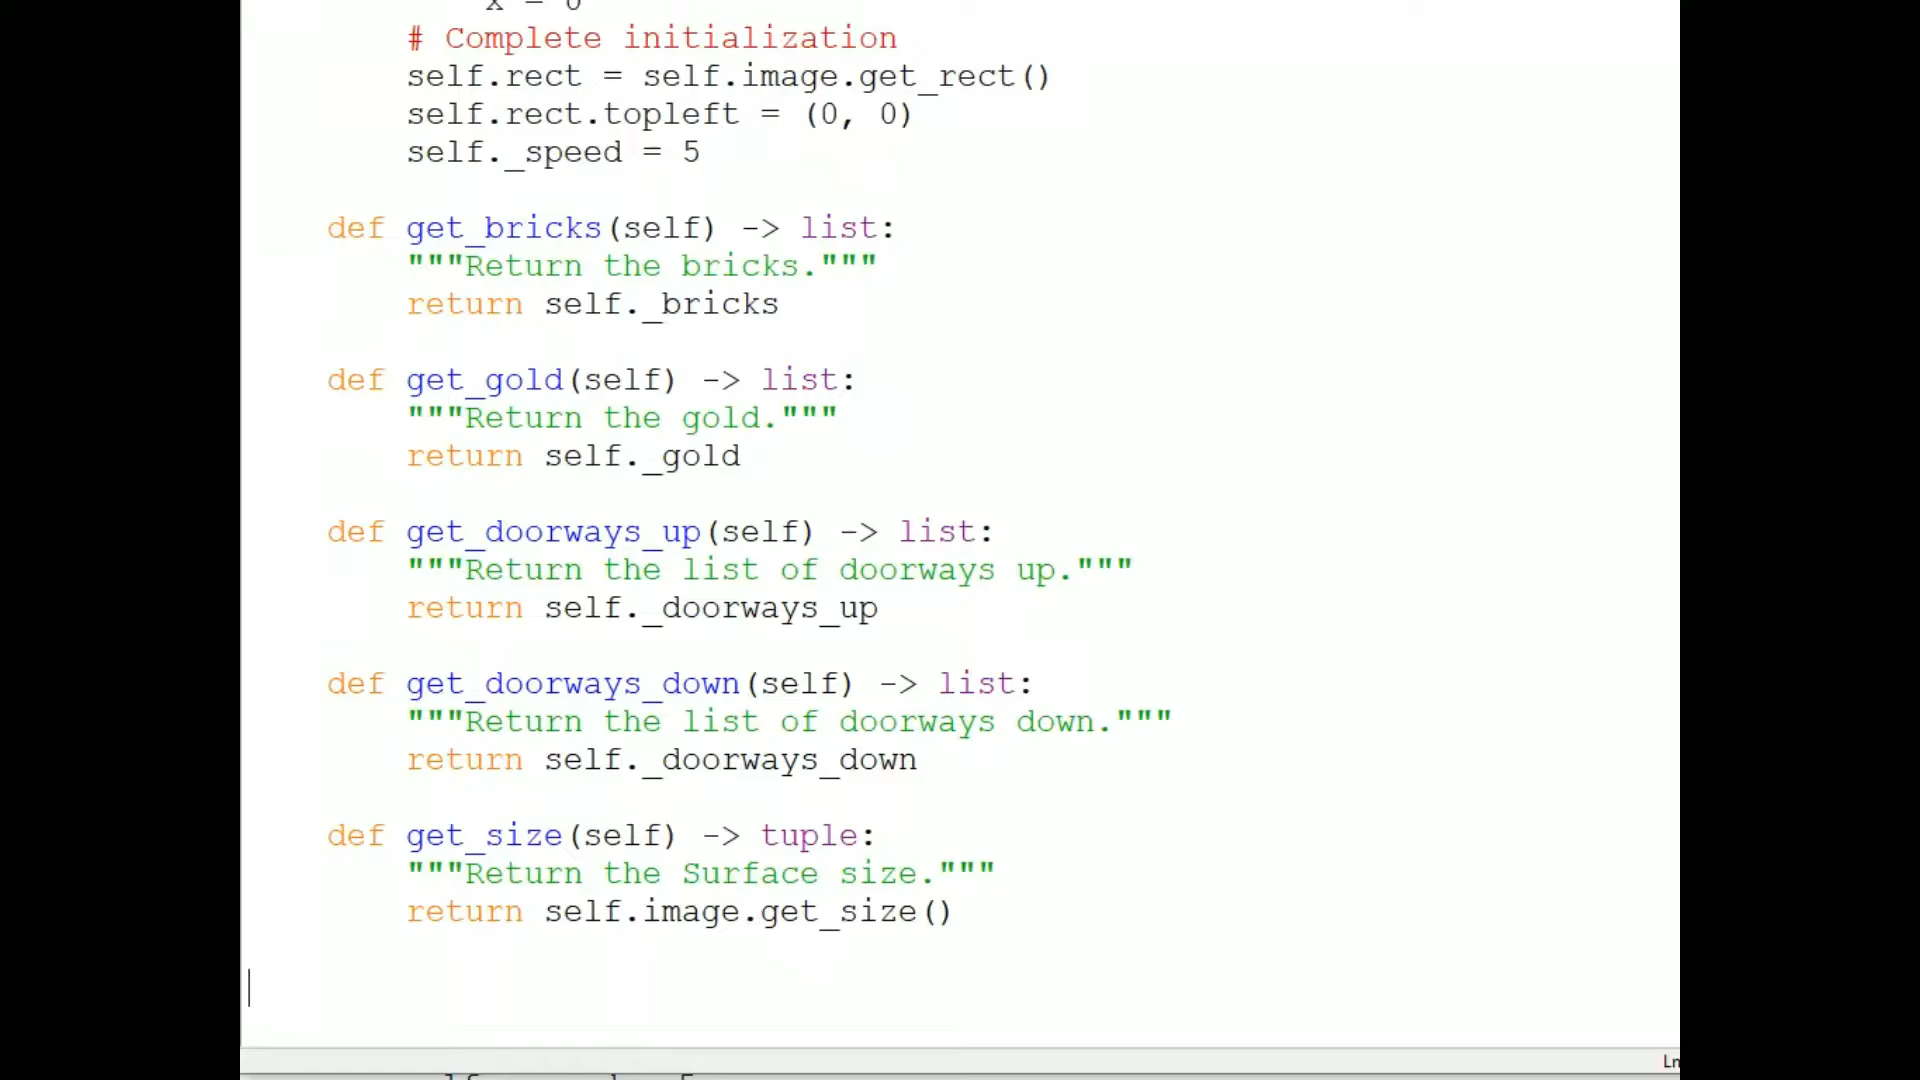 x = 0
# Complete initialization
self.rect = self.image.get_rect()
self.rect.topleft = (0, 0)
self._speed = 5
def get_bricks(self) -> list:
"""Return the bricks."""
return self._bricks
def get_gold(self) -> list:
"""Return the gold."""
return self._gold
def get_doorways_up(self) -> list:
"""Return the list of doorways up."""
return self._doorways_up
def get_doorways_down(self) -> list:
"""Return the list of doorways down."""
return self._doorways_down
def get_size(self) -> tuple:
"""Return the Surface size."""
return self.image.get_size()
Ln